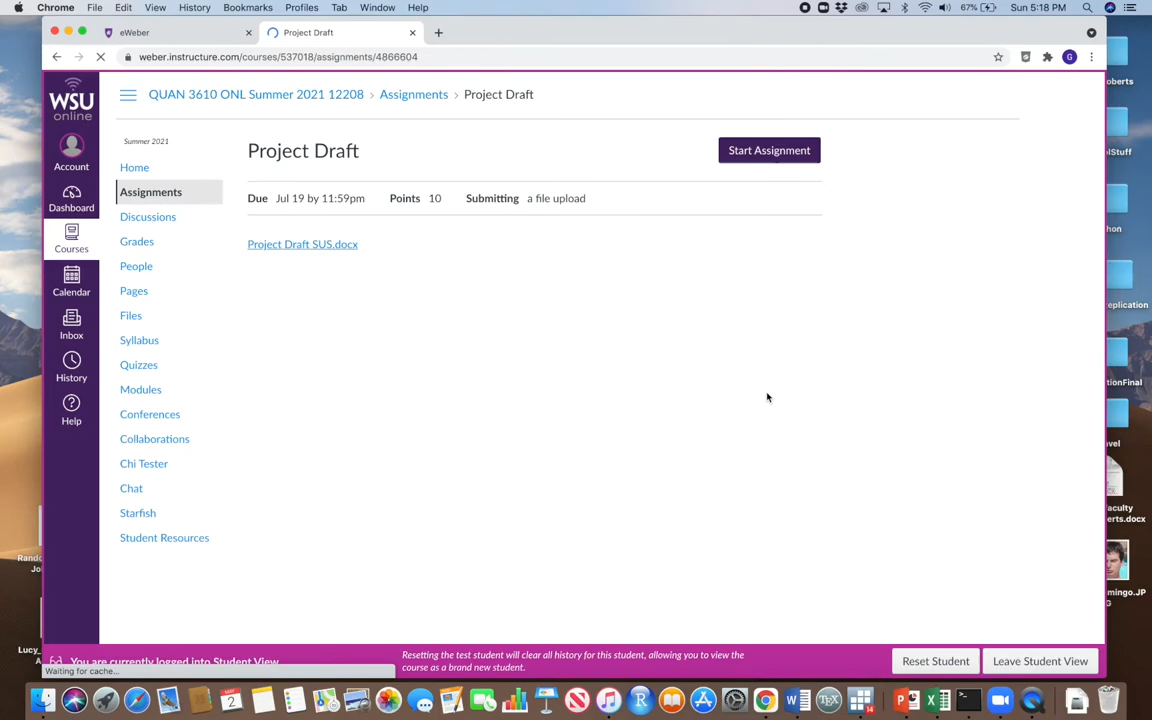 Chrome File Edit View History Bookmarks Profiles Tab Window Help 67% Sun 5:18 PM
eWeber Project Draft
weber.instructure.com/courses/537018/assignments/4866604 G
WSU
online
Account
Dashboard
Courses
Calendar
Inbox
History
Help
QUAN 3610 ONL Summer 2021 12208 > Assignments > Project Draft
Summer 2021
Home
Assignments
Discussions
Grades
People
Pages
Files
Syllabus
Quizzes
Modules
Conferences
Collaborations
Chi Tester
Chat
Starfish
Student Resources
Project Draft
Start Assignment
Due Jul 19 by 11:59pm Points 10 Submitting a file upload
Project Draft SUS.docx
oberts
olStuff
hon
eplication
tionFinal
vel
aculty
erts.docx
mingo.JP
G
Rand
Jo
Lucy_
A
You are currently logged into Student View
Waiting for cache...
Resetting the test student will clear all history for this student, allowing you to view the
course as a brand new student.
Reset Student
Leave Student View
2
14